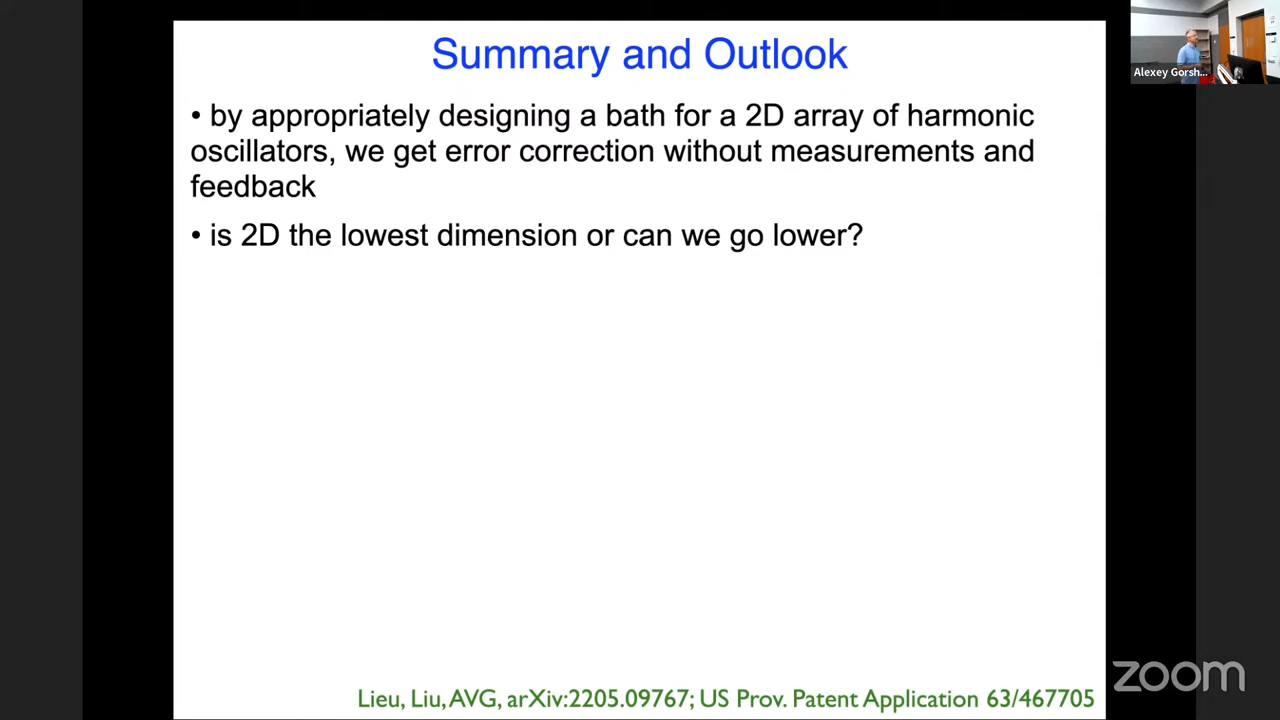 Summary and Outlook
• by appropriately designing a bath for a 2D array of harmonic
oscillators, we get error correction without measurements and
feedback
• is 2D the lowest dimension or can we go lower?
Lieu, Liu, AVG, arXiv:2205.09767; US Prov. Patent Application 63/467705
Alexey Gorsh...
zoom